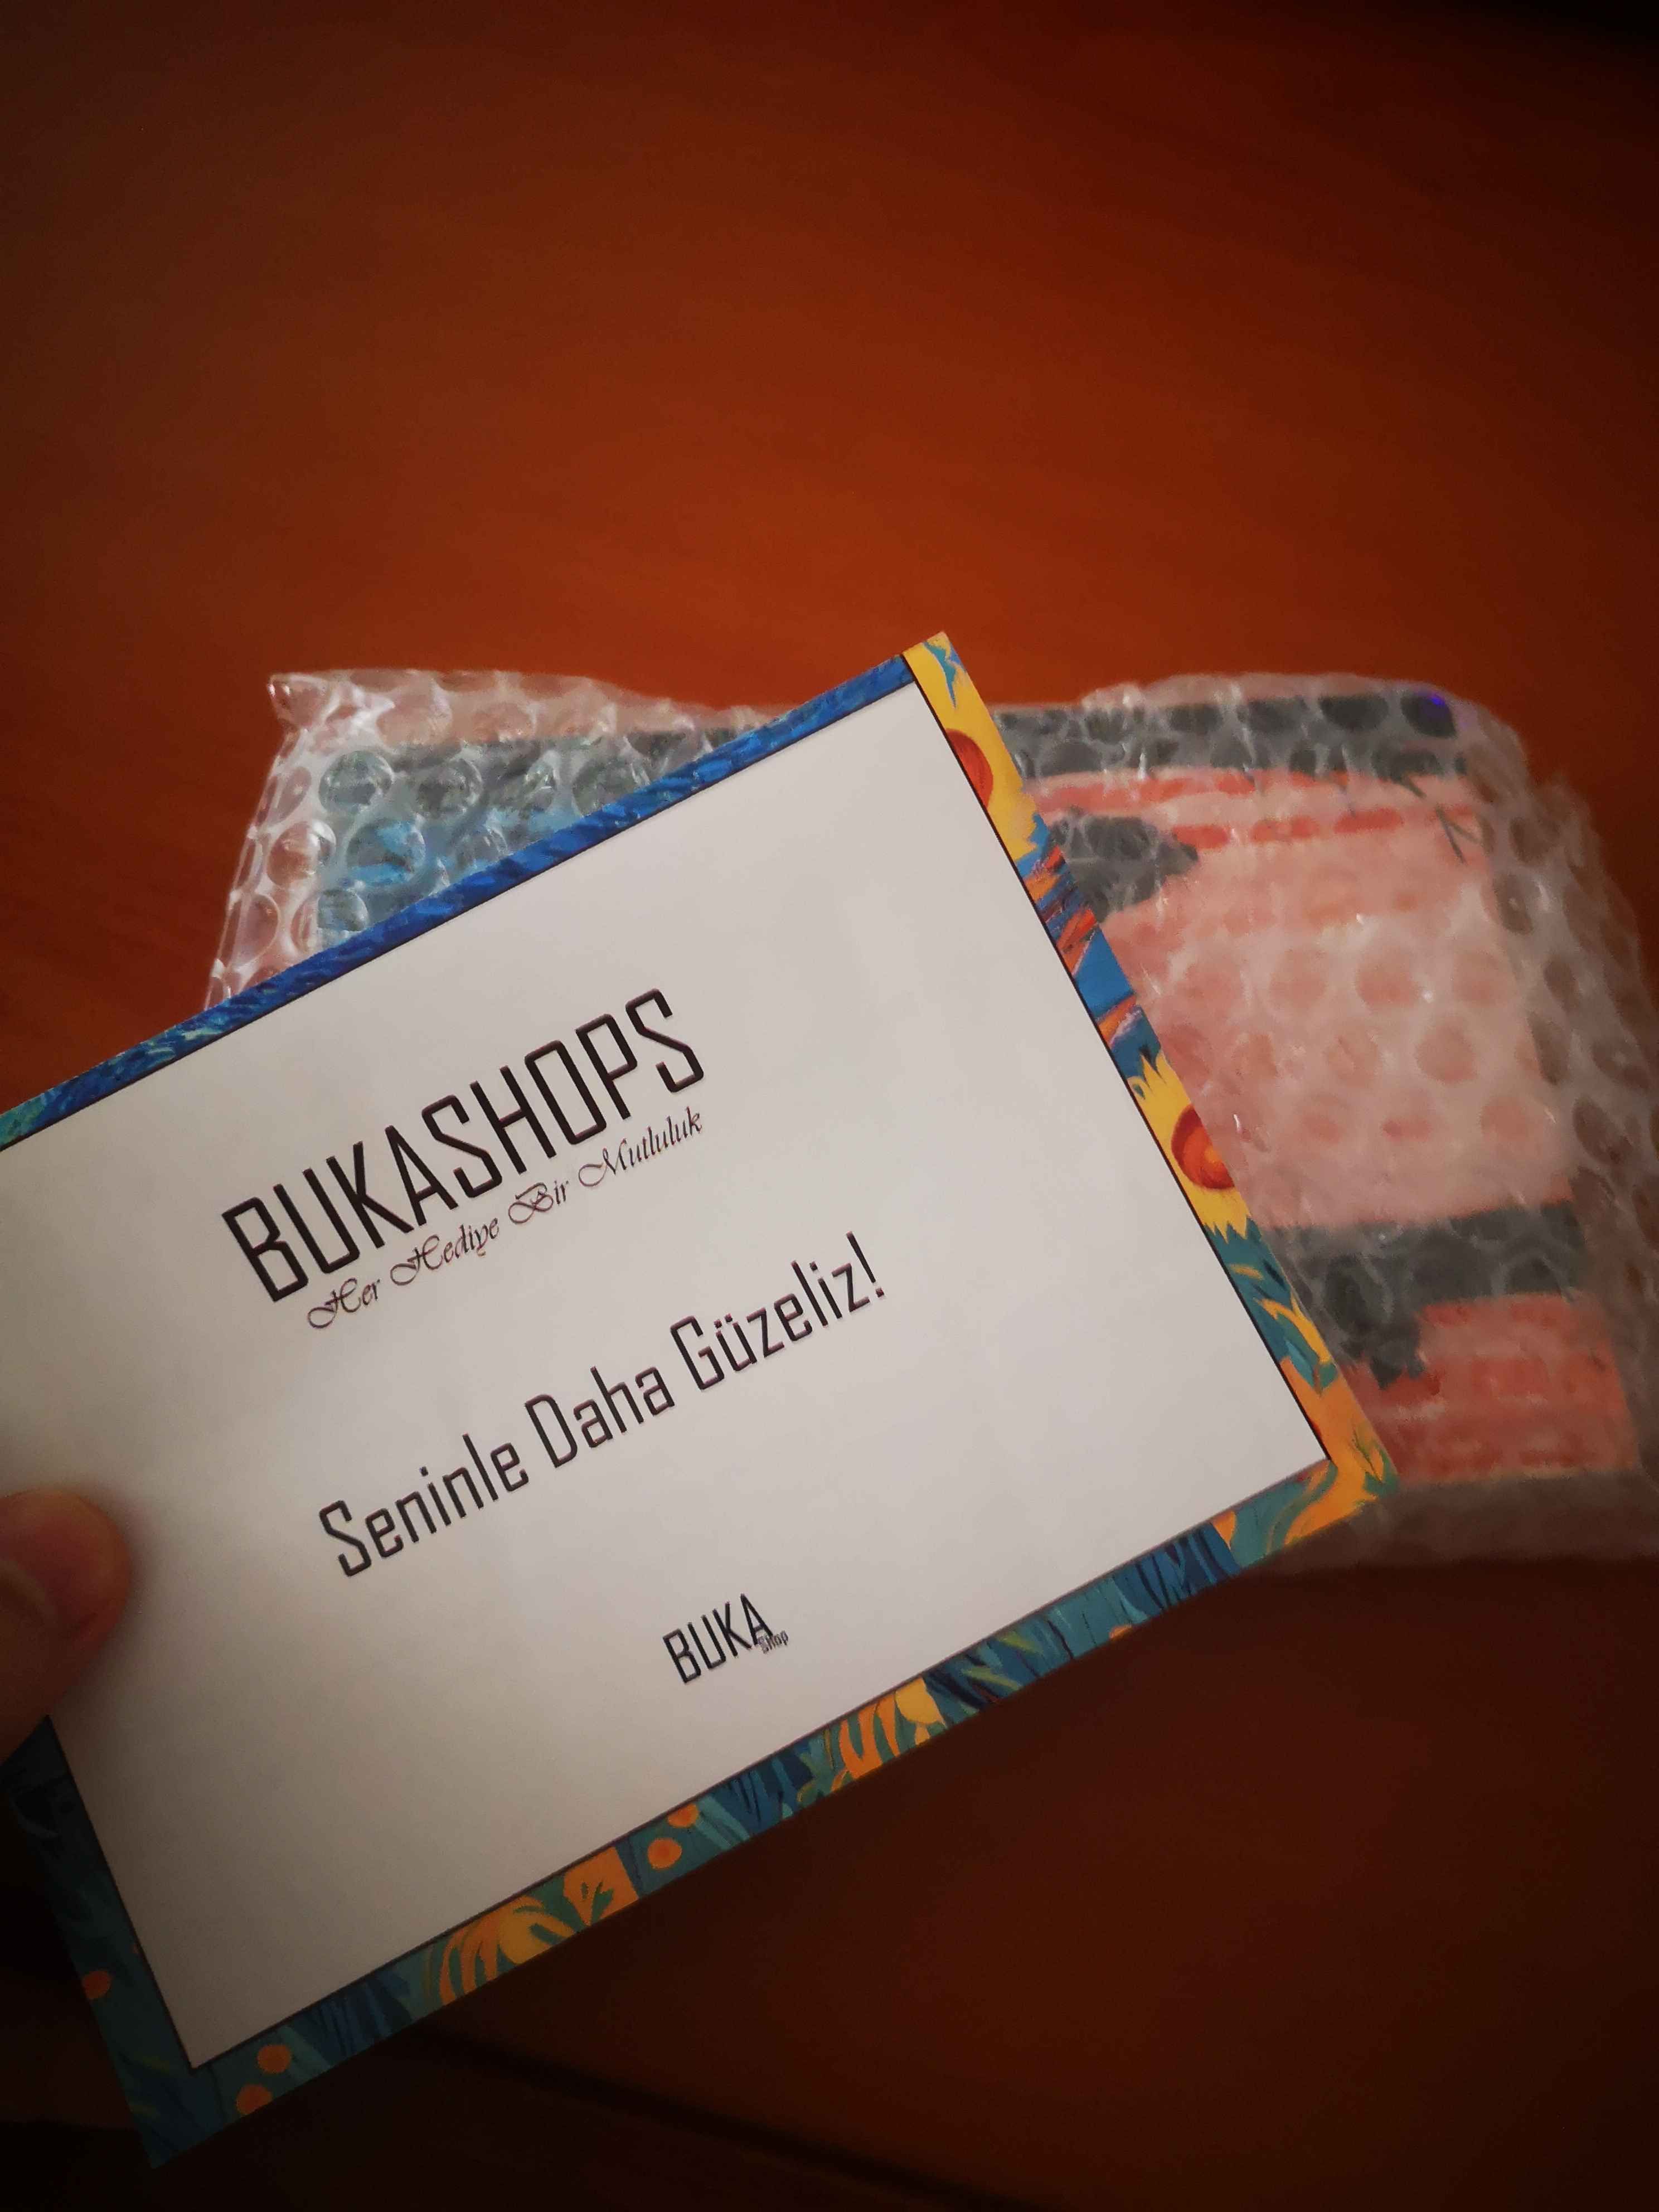 BUKASHOPS
Her Hediye Bir Mutluluk
Seninle Daha Güzeliz!
BUKA
Shop